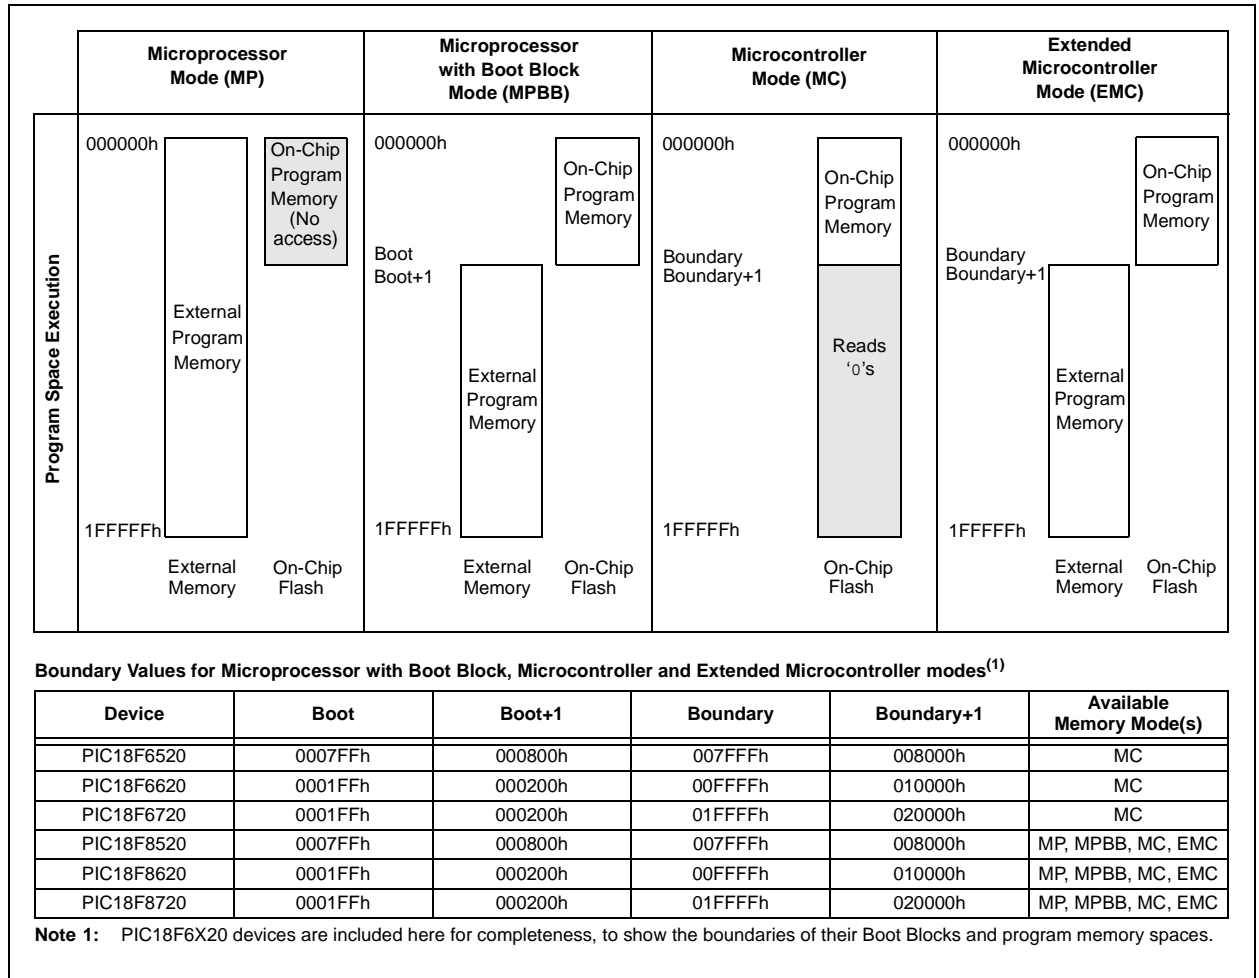 Microprocessor
Mode (MP)
Microprocessor
with Boot Block
Mode (MPBB)
Microcontroller
Mode (MC)
Extended
Microcontroller
Mode (EMC)
Program Space Execution
000000h
On-Chip
Program
Memory
(No
access)
External
Program
Memory
1FFFFFh
External
Memory
On-Chip
Flash
000000h
On-Chip
Program
Memory
Boot
Boot+1
External
Program
Memory
1FFFFFh
External
Memory
On-Chip
Flash
000000h
On-Chip
Program
Memory
Boundary
Boundary+1
Reads
‘0’s
1FFFFFh
On-Chip
Flash
000000h
On-Chip
Program
Memory
Boundary
Boundary+1
External
Program
Memory
1FFFFFh
External
Memory
On-Chip
Flash
Boundary Values for Microprocessor with Boot Block, Microcontroller and Extended Microcontroller modes(1)
Device Boot Boot+1 Boundary Boundary+1 Available
Memory Mode(s)
PIC18F6520 0007FFh 000800h 007FFFh 008000h MC
PIC18F6620 0001FFh 000200h 00FFFFh 010000h MC
PIC18F6720 0001FFh 000200h 01FFFFh 020000h MC
PIC18F8520 0007FFh 000800h 007FFFh 008000h MP, MPBB, MC, EMC
PIC18F8620 0001FFh 000200h 00FFFFh 010000h MP, MPBB, MC, EMC
PIC18F8720 0001FFh 000200h 01FFFFh 020000h MP, MPBB, MC, EMC
Note 1: PIC18F6X20 devices are included here for completeness, to show the boundaries of their Boot Blocks and program memory spaces.